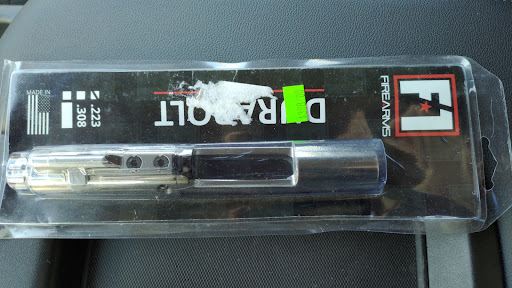 F1
FIREARMS
DURABOLT
MADE IN
.223
.308